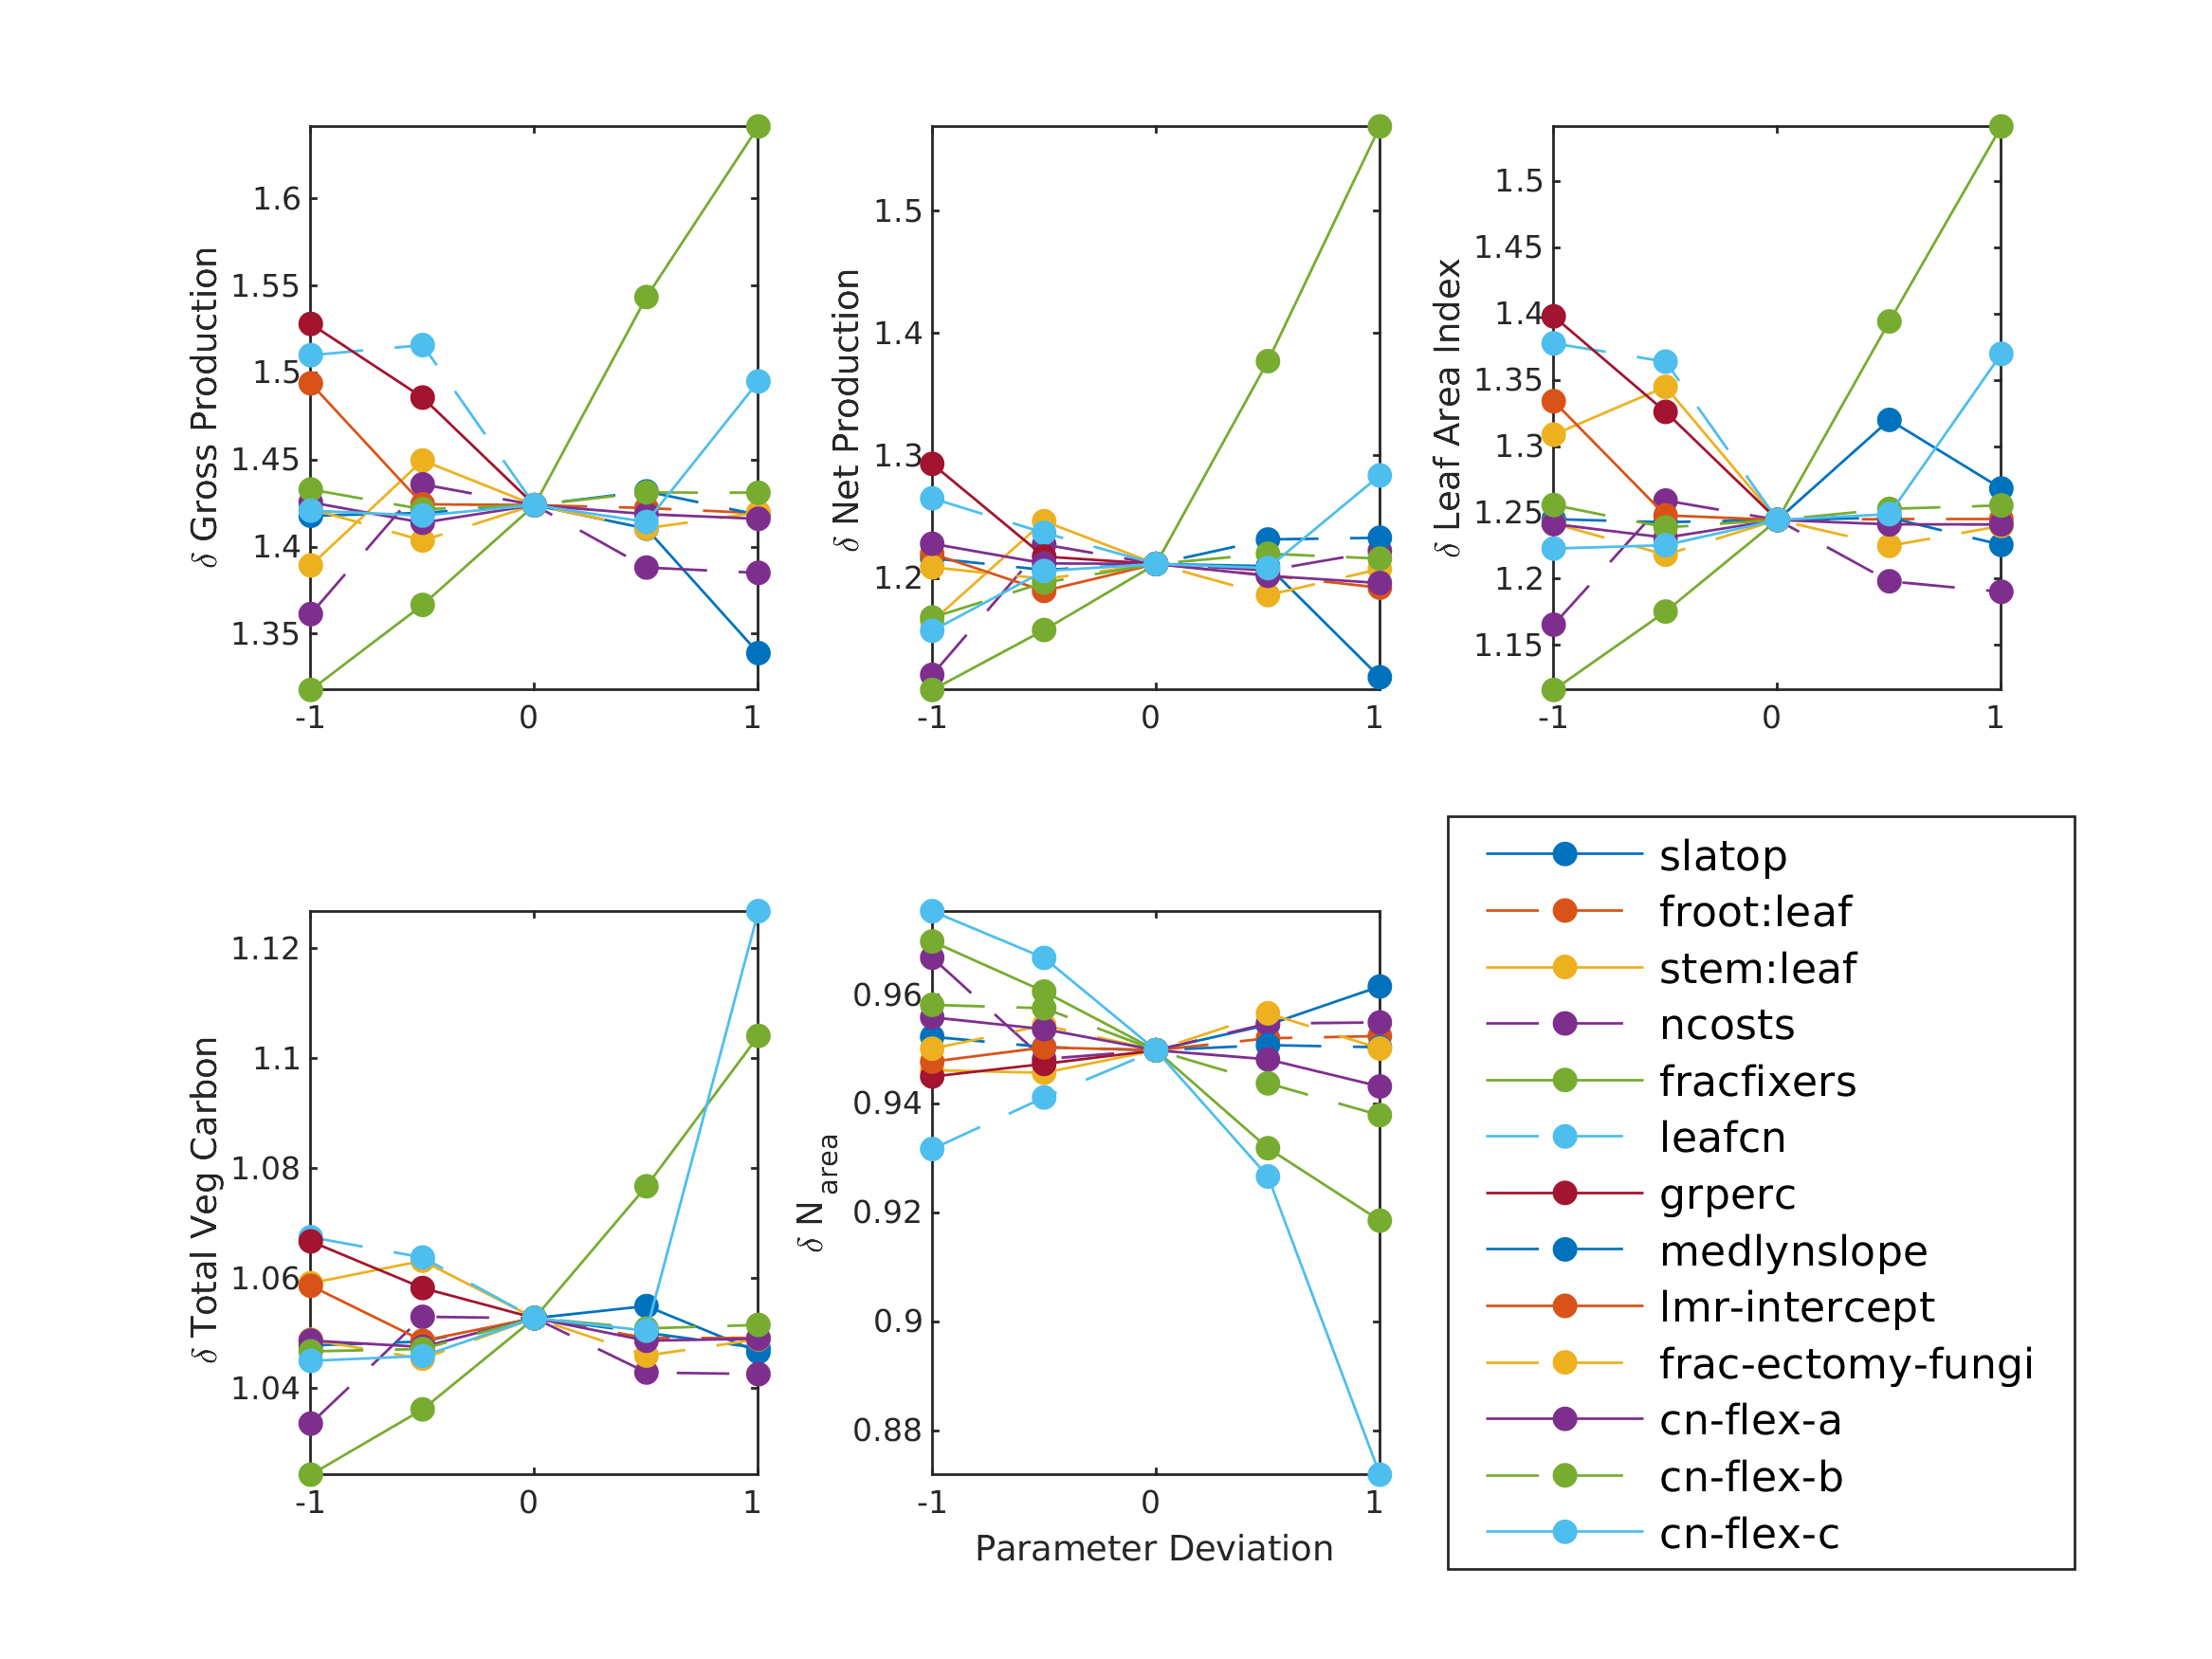 δ Gross Production
1.6
1.55
1.5
1.45
1.4
1.35
-1 0 1
δ Net Production
1.5
1.4
1.3
1.2
-1 0 1
δ Leaf Area Index
1.5
1.45
1.4
1.35
1.3
1.25
1.2
1.15
-1 0 1
δ Total Veg Carbon
1.12
1.1
1.08
1.06
1.04
-1 0 1
δ N area
0.96
0.94
0.92
0.9
0.88
-1 0 1
Parameter Deviation
slatop
froot:leaf
stem:leaf
ncosts
fracfixers
leafcn
grperc
medlynslope
lmr-intercept
frac-ectomy-fungi
cn-flex-a
cn-flex-b
cn-flex-c